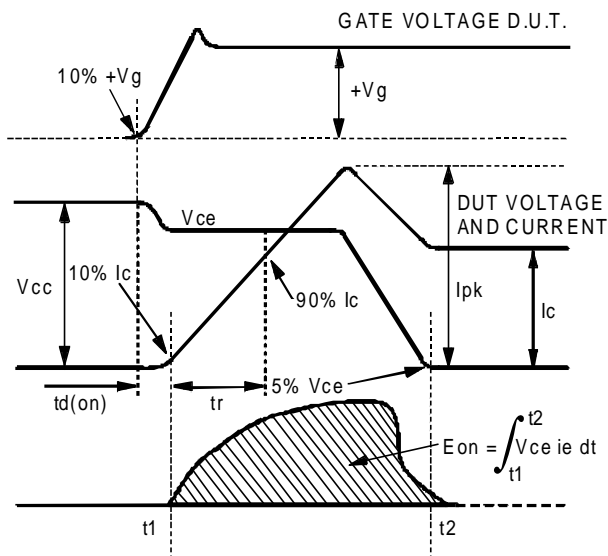 GATE VOLTAGE D.U.T.
10% +Vg
+Vg
DUT VOLTAGE
AND CURRENT
Vce
Vcc
10% Ic
90% Ic
Ipk
Ic
td(on)
tr
5% Vce
Eon = ∫ Vce ie dt
t2
t1
t1
t2